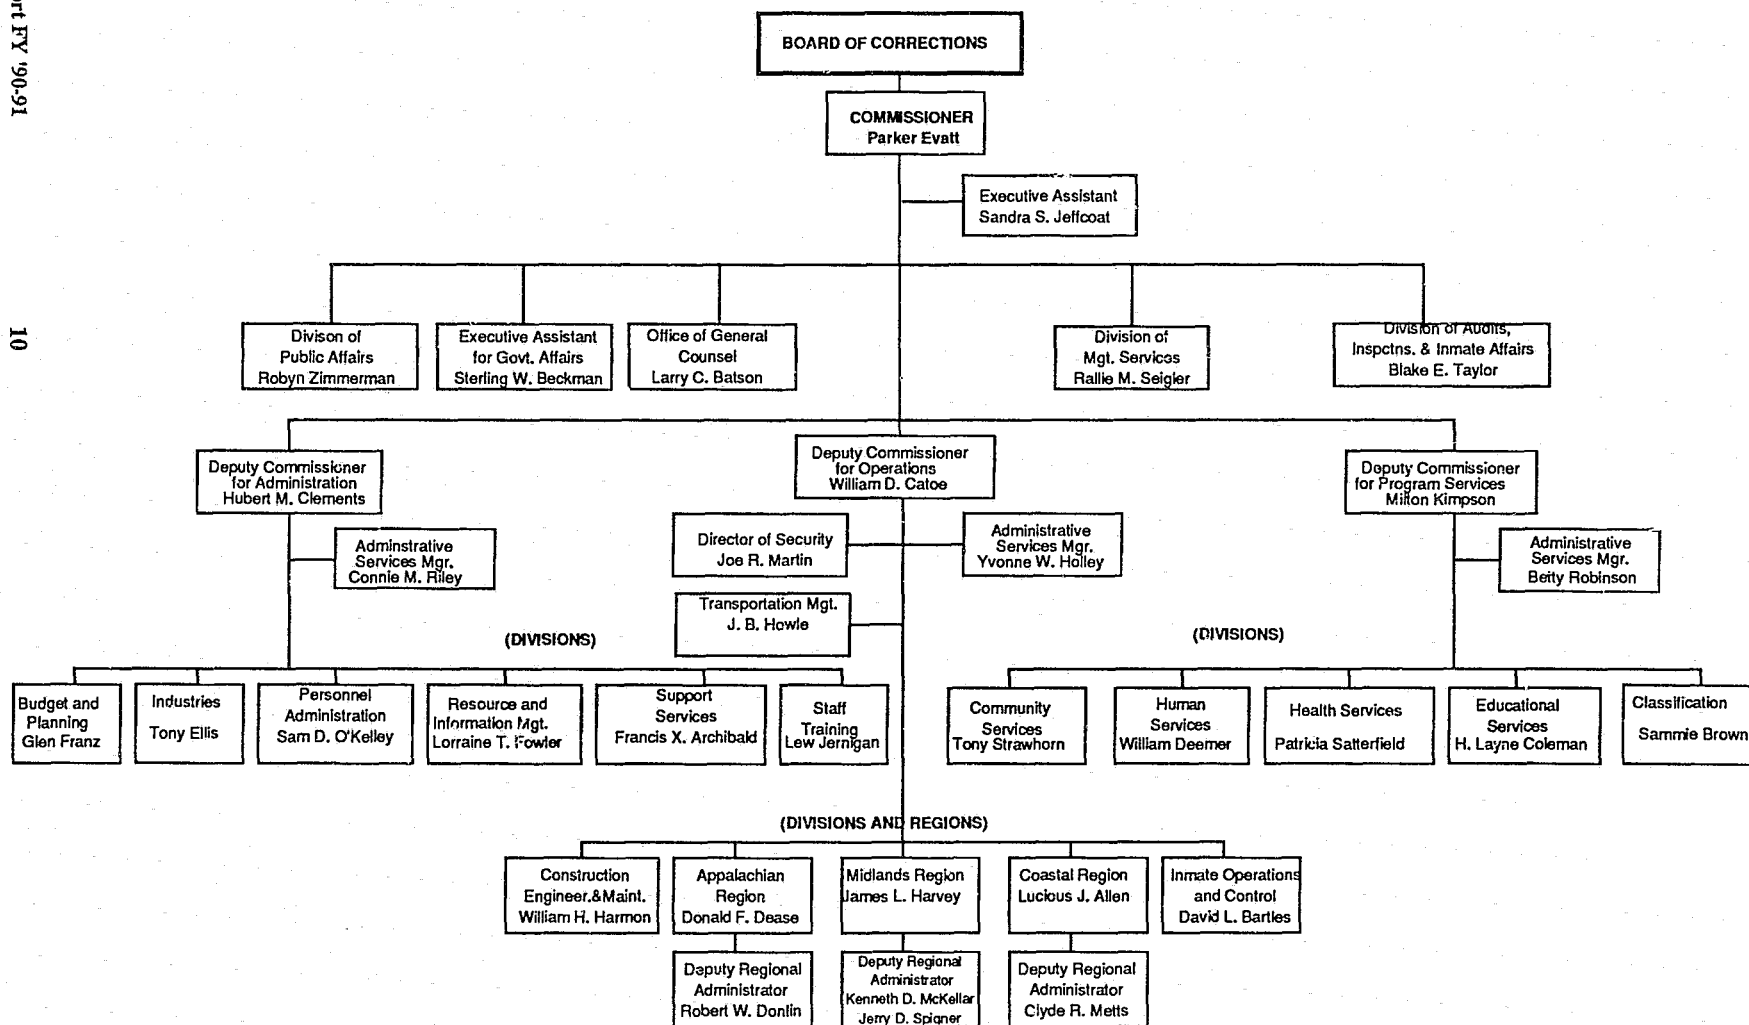 rt FY '90-91
10
BOARD OF CORRECTIONS
COMMISSIONER
Parker Evatt
Executive Assistant
Sandra S. Jeffcoat
Divison of
Public Affairs
Robyn Zimmerman
Executive Assistant
for Govt. Affairs
Sterling W. Beckman
Office of General
Counsel
Larry C. Batson
Division of
Mgt. Services
Rallie M. Seigler
Division of Audits,
Inspctns. & Inmate Affairs
Blake E. Taylor
Deputy Commissioner
for Administration
Hubert M. Clements
Deputy Commissioner
for Operations
William D. Catoe
Deputy Commissioner
for Program Services
Milton Kimpson
Adminstrative
Services Mgr.
Connie M. Riley
Director of Security
Joe R. Martin
Administrative
Services Mgr.
Yvonne W. Holley
Administrative
Services Mgr.
Betty Robinson
Transportation Mgt.
J. B. Howle
(DIVISIONS)
(DIVISIONS)
Budget and
Planning
Glen Franz
Industries
Tony Ellis
Personnel
Administration
Sam D. O'Kelley
Resource and
Information Mgt.
Lorraine T. Fowler
Support
Services
Francis X. Archibald
Staff
Training
Lew Jernigan
Community
Services
Tony Strawhorn
Human
Services
William Deemer
Health Services
Patricia Satterfield
Educational
Services
H. Layne Coleman
Classification
Sammie Brown
(DIVISIONS AND REGIONS)
Construction
Engineer.&Maint.
William H. Harmon
Appalachian
Region
Donald F. Dease
Midlands Region
James L. Harvey
Coastal Region
Lucious J. Allen
Inmate Operations
and Control
David L. Bartles
Deputy Regional
Administrator
Robert W. Donlin
Deputy Regional
Administrator
Kenneth D. McKellar
Jerry D. Spigner
Deputy Regional
Administrator
Clyde R. Metts